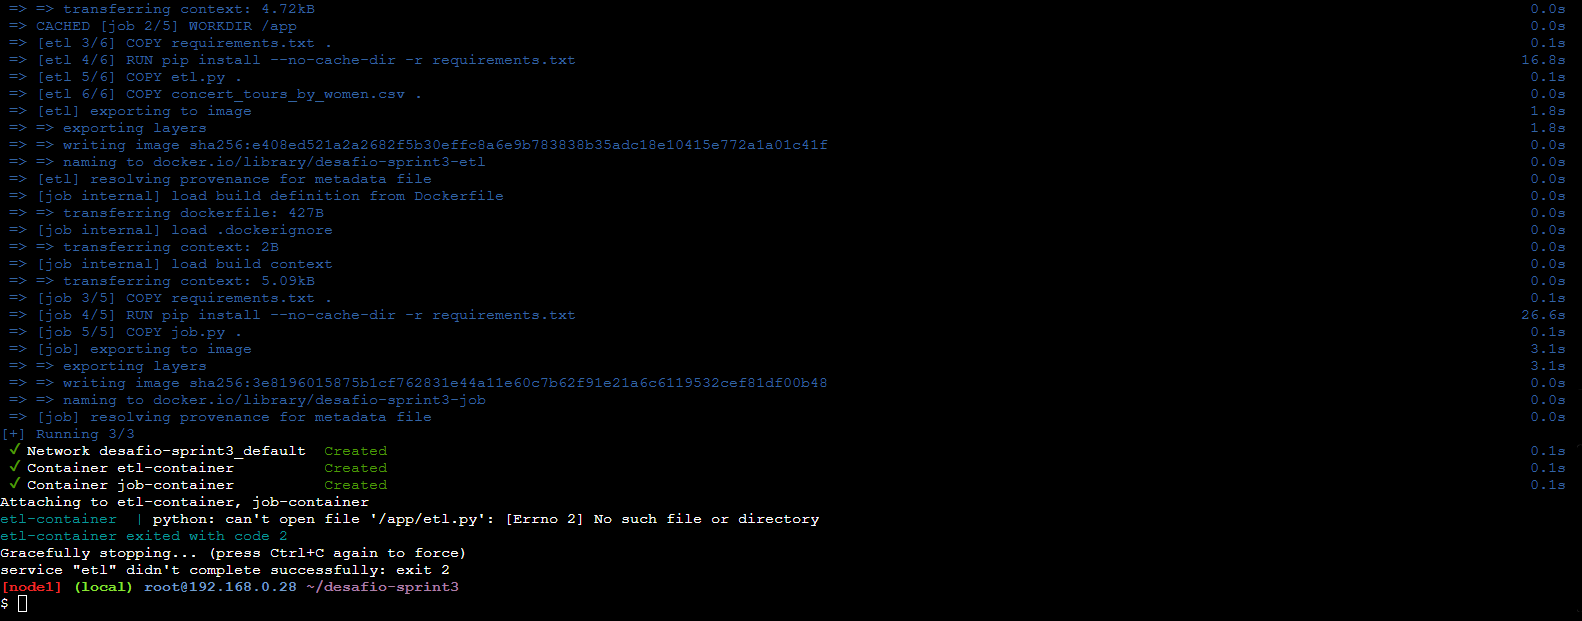 => => transferring context: 4.72kB 0.0s
=> CACHED [job 2/5] WORKDIR /app 0.0s
=> [etl 3/6] COPY requirements.txt . 0.1s
=> [etl 4/6] RUN pip install --no-cache-dir -r requirements.txt 16.8s
=> [etl 5/6] COPY etl.py . 0.1s
=> [etl 6/6] COPY concert_tours_by_women.csv . 0.0s
=> [etl] exporting to image 1.8s
=> => exporting layers 1.8s
=> => writing image sha256:e408ed521a2a2682f5b30effc8a6e9b783838b35adc18e10415e772a1a01c41f 0.0s
=> => naming to docker.io/library/desafio-sprint3-etl 0.0s
=> [etl] resolving provenance for metadata file 0.0s
=> [job internal] load build definition from Dockerfile 0.0s
=> => transferring dockerfile: 427B 0.0s
=> [job internal] load .dockerignore 0.0s
=> => transferring context: 2B 0.0s
=> [job internal] load build context 0.0s
=> => transferring context: 5.09kB 0.0s
=> [job 3/5] COPY requirements.txt . 0.1s
=> [job 4/5] RUN pip install --no-cache-dir -r requirements.txt 26.6s
=> [job 5/5] COPY job.py . 0.1s
=> [job] exporting to image 3.1s
=> => exporting layers 3.1s
=> => writing image sha256:3e8196015875b1cf762831e44a11e60c7b62f91e21a6c6119532cef81df00b48 0.0s
=> => naming to docker.io/library/desafio-sprint3-job 0.0s
=> [job] resolving provenance for metadata file 0.0s
[+] Running 3/3
✓ Network desafio-sprint3_default Created 0.1s
✓ Container etl-container Created 0.1s
✓ Container job-container Created 0.1s
Attaching to etl-container, job-container
etl-container | python: can't open file '/app/etl.py': [Errno 2] No such file or directory
etl-container exited with code 2
Gracefully stopping... (press Ctrl+C again to force)
service "etl" didn't complete successfully: exit 2
[node1] (local) root@192.168.0.28 ~/desafio-sprint3
$